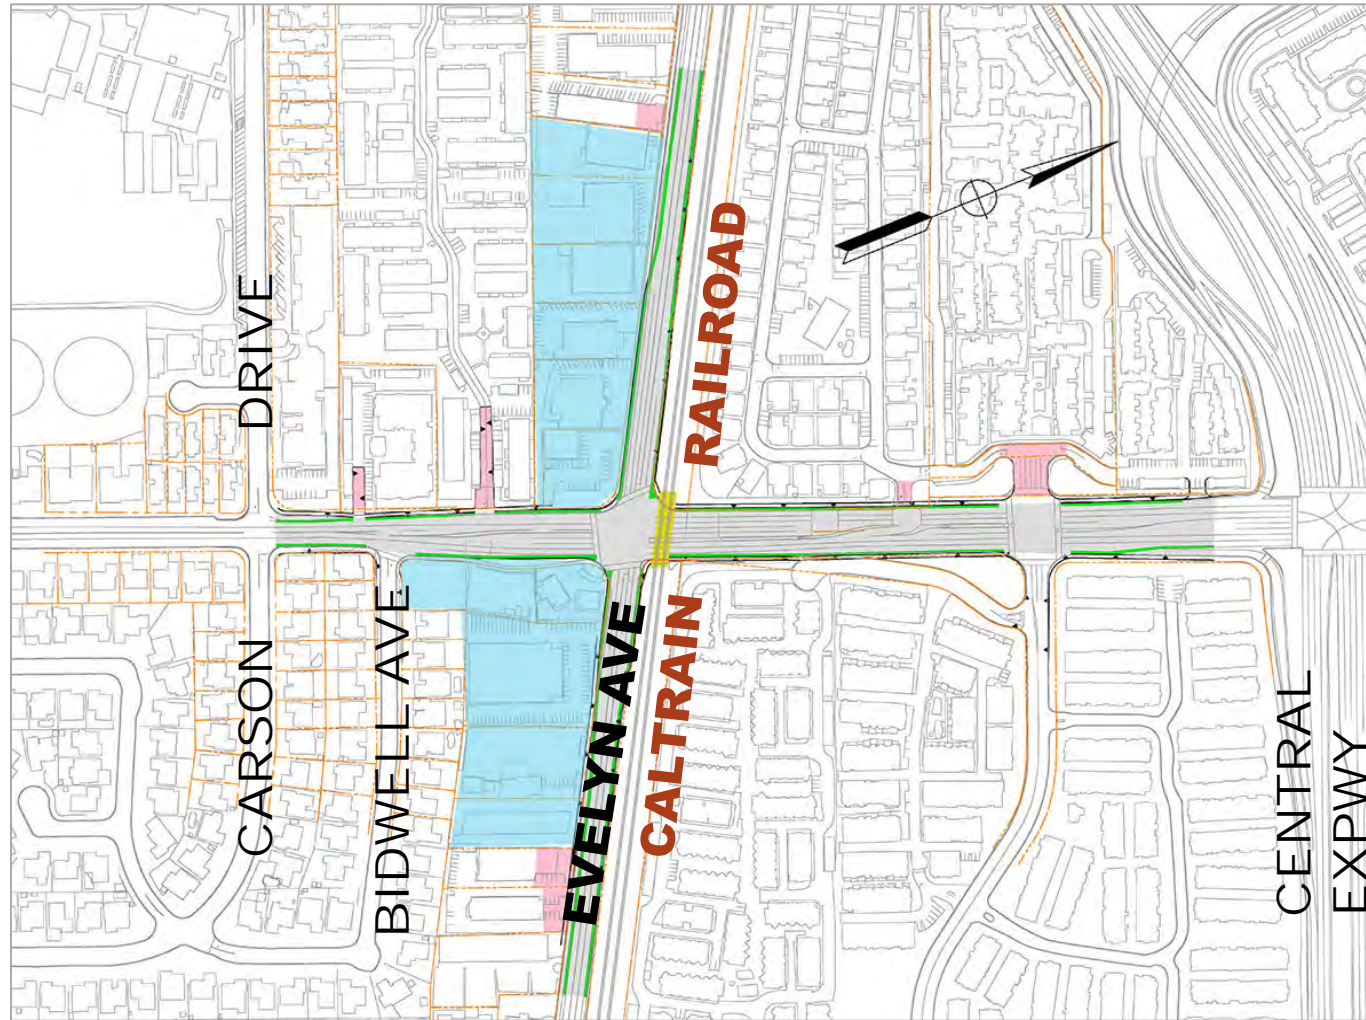 RAILROAD
DRIVE
CARSON
BIDWELL AVE
EVELYN AVE
CALTRAIN
CENTRAL
EXPWY